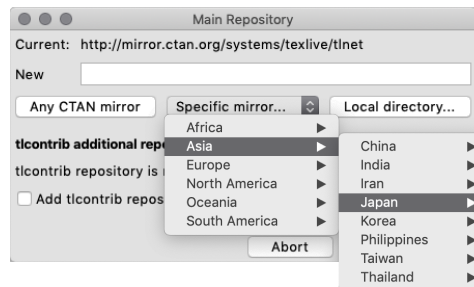 Main Repository
Current: http://mirror.ctan.org/systems/texlive/tlnet
New
Any CTAN mirror Specific mirror... Local directory...
Africa
tlcontrib additional Asia China
Europe India
tlcontrib repository is
North America Iran
Add tlcontrib Oceania Japan
South America Korea
Abort Philippines
Taiwan
Thailand